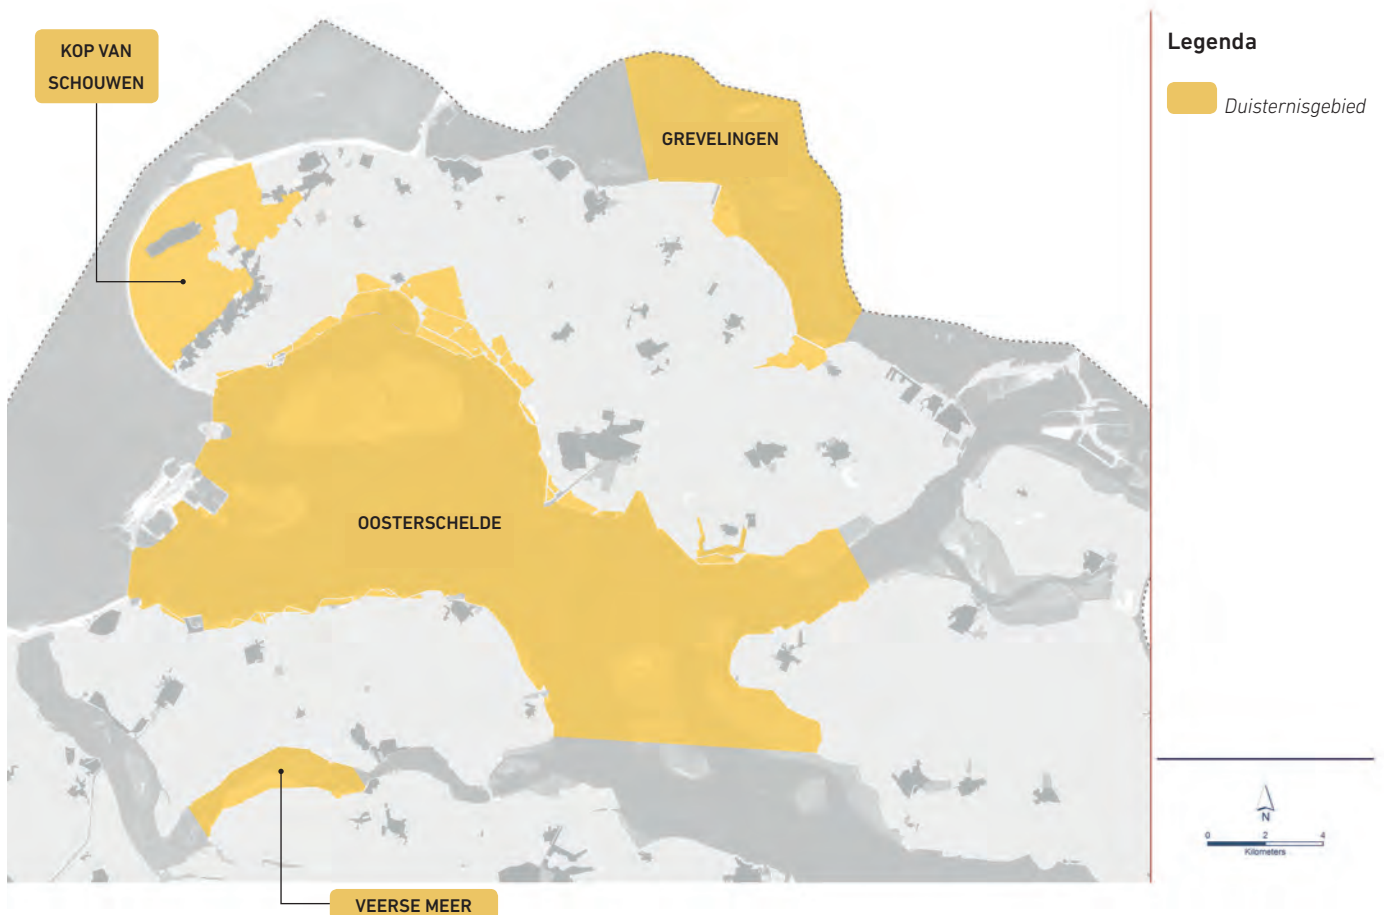 KOP VAN
SCHOUWEN
GREVELINGEN
OOSTERSCHELDE
VEERSE MEER
Legenda
Duisternisgebied
N
0 2 4
Kilometers